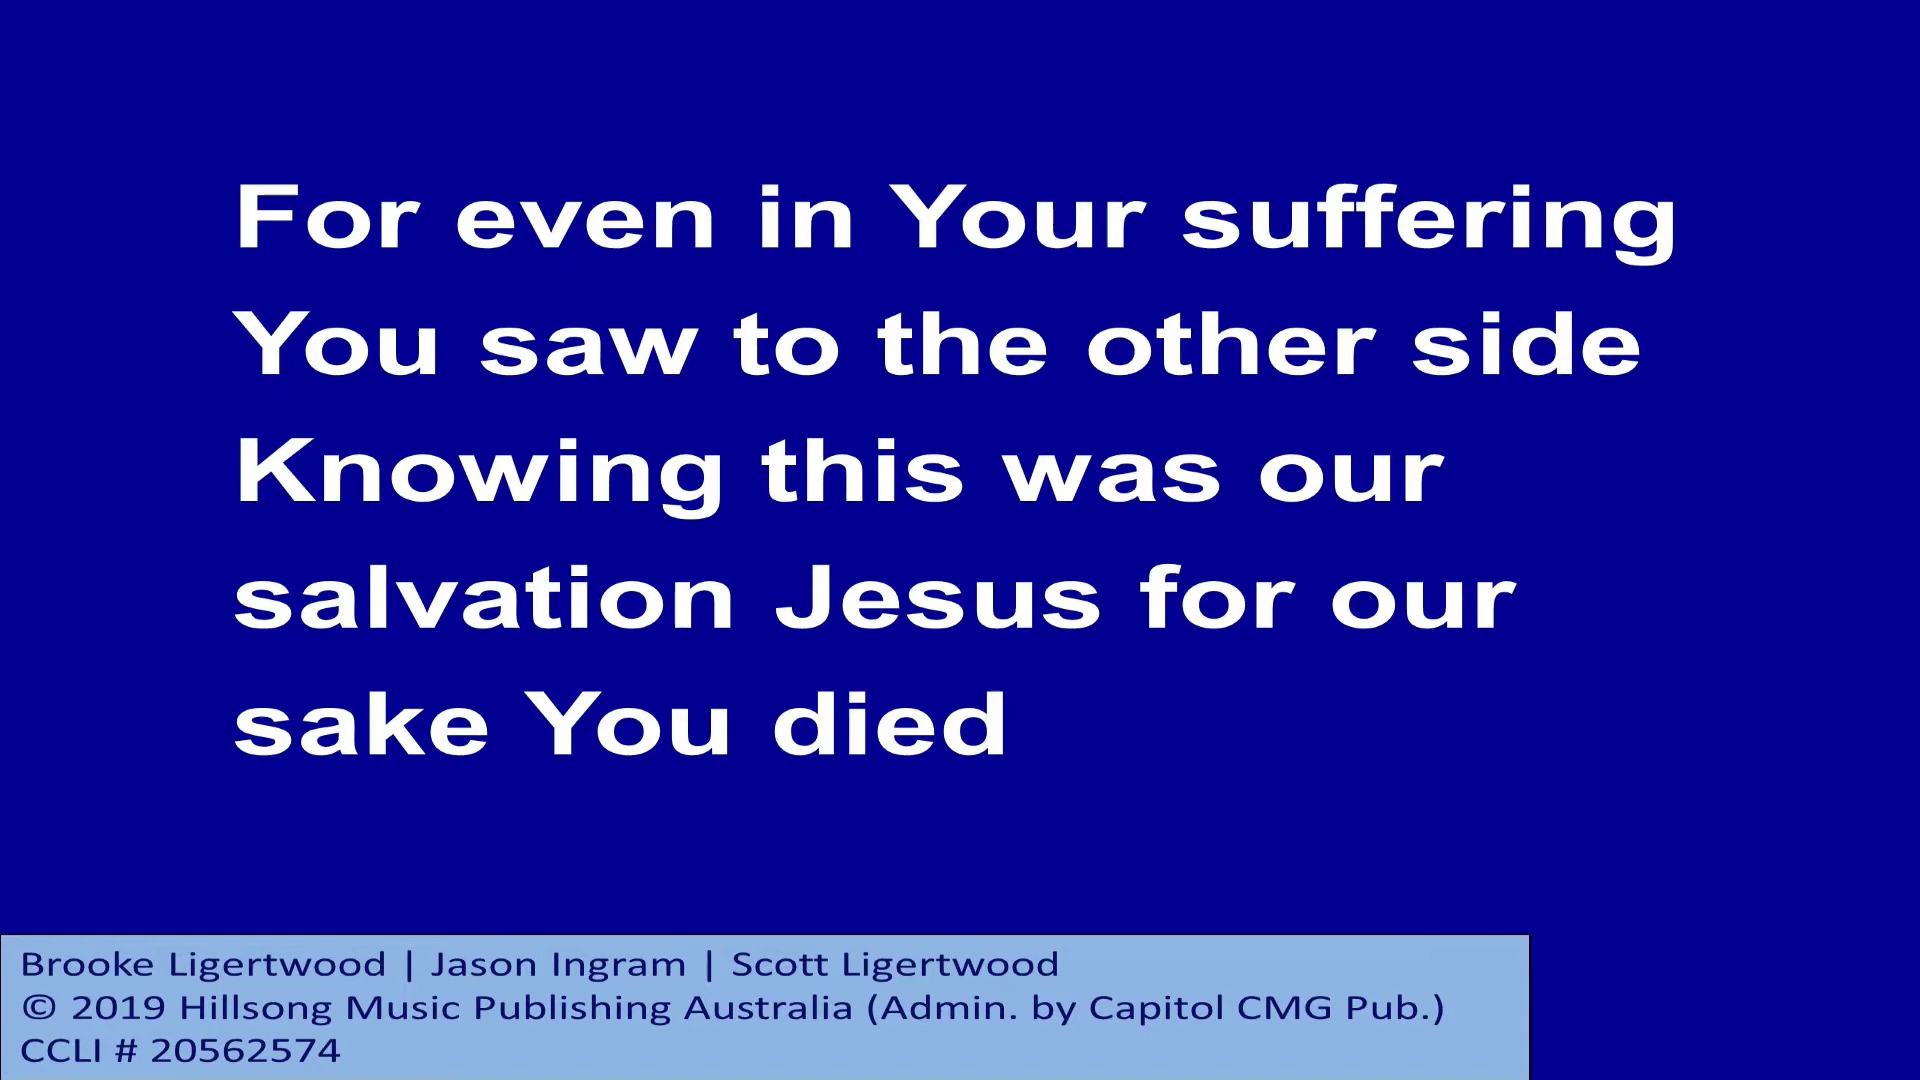 For even in Your suffering
You saw to the other side
Knowing this was our
salvation Jesus for our
sake You died
Brooke Ligertwood | Jason Ingram | Scott Ligertwood
© 2019 Hillsong Music Publishing Australia (Admin. by Capitol CMG Pub.)
CCLI # 20562574